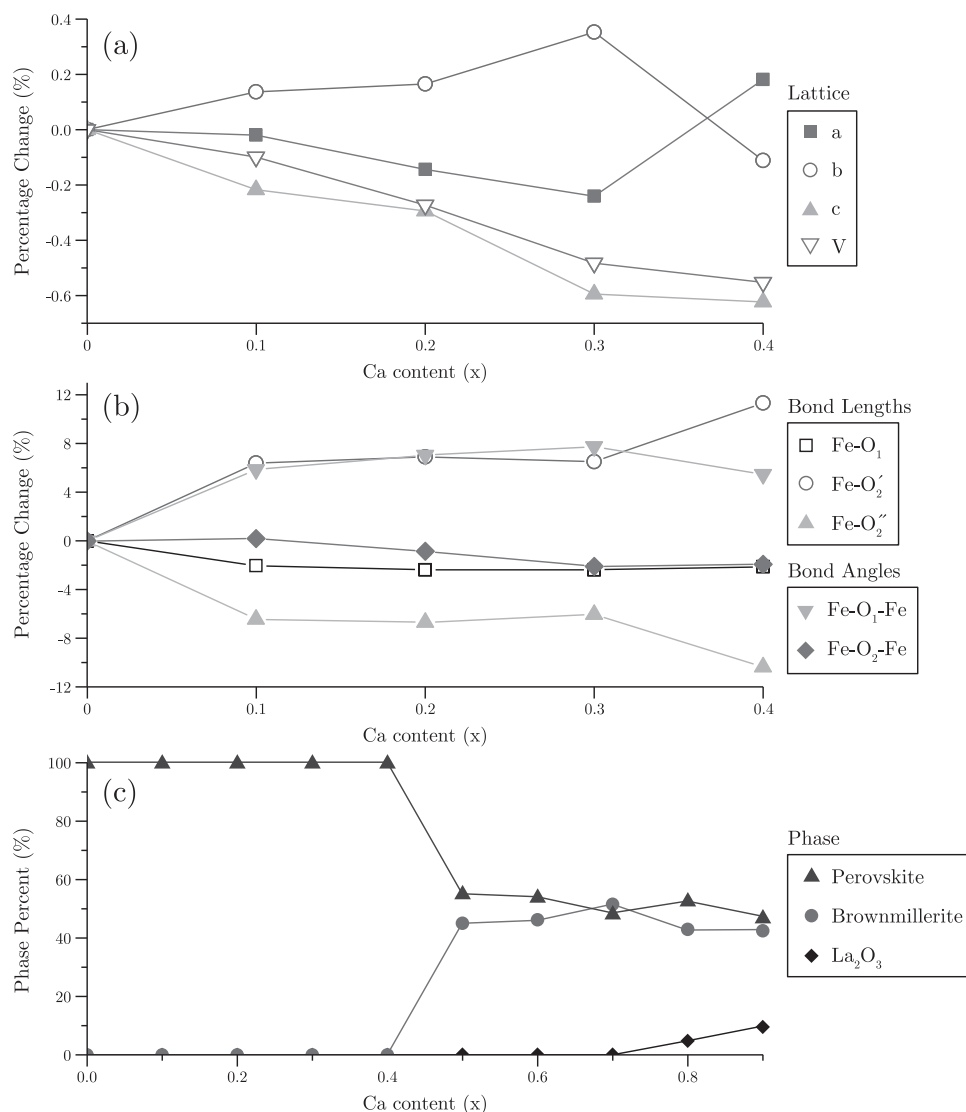 (a)
Percentage Change (%)
0.4
0.2
0.0
-0.2
-0.4
-0.6
0
0.1
0.2
0.3
0.4
Ca content (x)
Lattice
a
b
c
V
(b)
Percentage Change (%)
12
8
4
0
-4
-8
-12
0
0.1
0.2
0.3
0.4
Ca content (x)
Bond Lengths
Fe-O₁
Fe-O₂′
Fe-O₂″
Bond Angles
Fe-O₁-Fe
Fe-O₂-Fe
(c)
Phase Percent (%)
100
80
60
40
20
0
0.0
0.2
0.4
0.6
0.8
Ca content (x)
Phase
Perovskite
Brownmillerite
La₂O₃